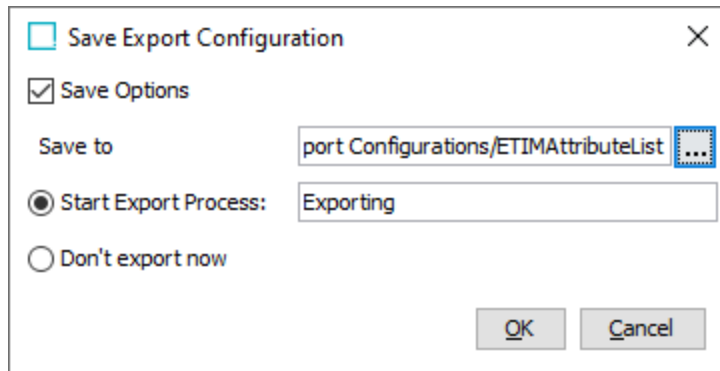 Save Export Configuration
Save Options
Save to port Configurations/ETIMAttributeList ...
Start Export Process: Exporting
Don't export now
OK Cancel